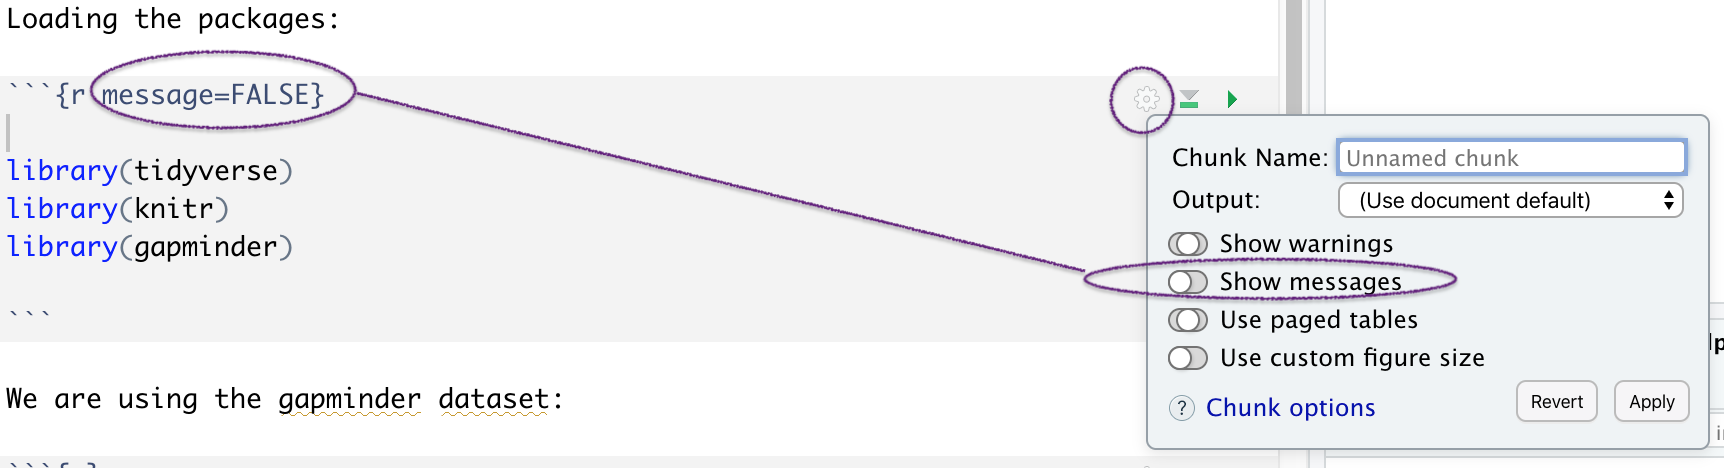 Loading the packages:
```{r message=FALSE}
library(tidyverse)
library(knitr)
library(gapminder)
```
We are using the gapminder dataset:
Chunk Name: Unnamed chunk
Output: (Use document default)
Show warnings
Show messages
Use paged tables
Use custom figure size
? Chunk options Revert Apply